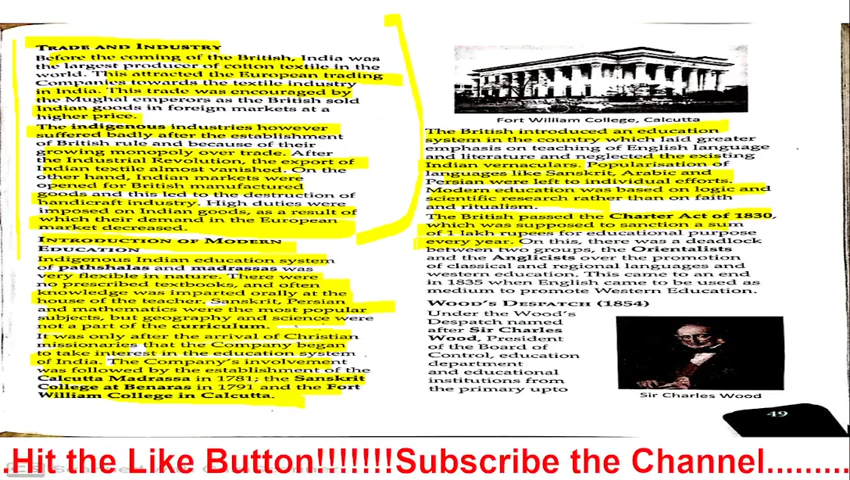 TRADE AND INDUSTRY
Before the coming of the British, India was
the largest producer of cotton textile in the
world. This attracted the European trading
Companies towards the textile industry
in India. This trade was encouraged by
the Mughal emperors as the British sold
Indian goods in foreign markets at a
higher price.
The indigenous industries however
suffered badly after the establishment
of British rule and because of their
growing monopoly over trade. After
the Industrial Revolution, the export of
Indian textile almost vanished. On the
other hand, Indian markets were
opened for British manufactured
goods and this led to the destruction of
handicraft industry. High duties were
imposed on Indian goods, as a result of
which their demand in the European
market decreased.
INTRODUCTION OF MODERN
EDUCATION
Indigenous Indian education system
of pathshalas and madrassas was
very flexible in nature. There were
no prescribed textbooks, and often
knowledge was imparted orally at the
house of the teacher. Sanskrit, Persian
and mathematics were the most popular
subjects, but geography and science were
not a part of the curriculum.
It was only after the arrival of Christian
missionaries that the Company began
to take interest in the education system
of India. The Company's involvement
was followed by the establishment of the
Calcutta Madrassa in 1781; the Sanskrit
College at Benaras in 1791 and the Fort
William College in Calcutta.
Fort William College, Calcutta
The British introduced an education
system in the country which laid greater
emphasis on teaching of English language
and literature and neglected the existing
Indian vernaculars. Popularisation of
languages like Sanskrit, Arabic and
Persian were left to individual efforts.
Modern education was based on logic and
scientific research rather than on faith
and ritualism.
The British passed the Charter Act of 1830,
which was supposed to sanction a sum
of 1 lakh rupees for educational purpose
every year. On this, there was a deadlock
between two groups, the Orientalists
and the Anglicists over the promotion
of classical and regional languages and
western education. This came to an end
in 1835 when English came to be used as
medium to promote Western Education.
WOOD'S DESPATCH (1854)
Under the Wood's
Despatch named
after Sir Charles
Wood, President
of the Board of
Control, education
department
and educational
institutions from
the primary upto
Sir Charles Wood
49
.Hit the Like Button!!!!!!!Subscribe the Channel.........